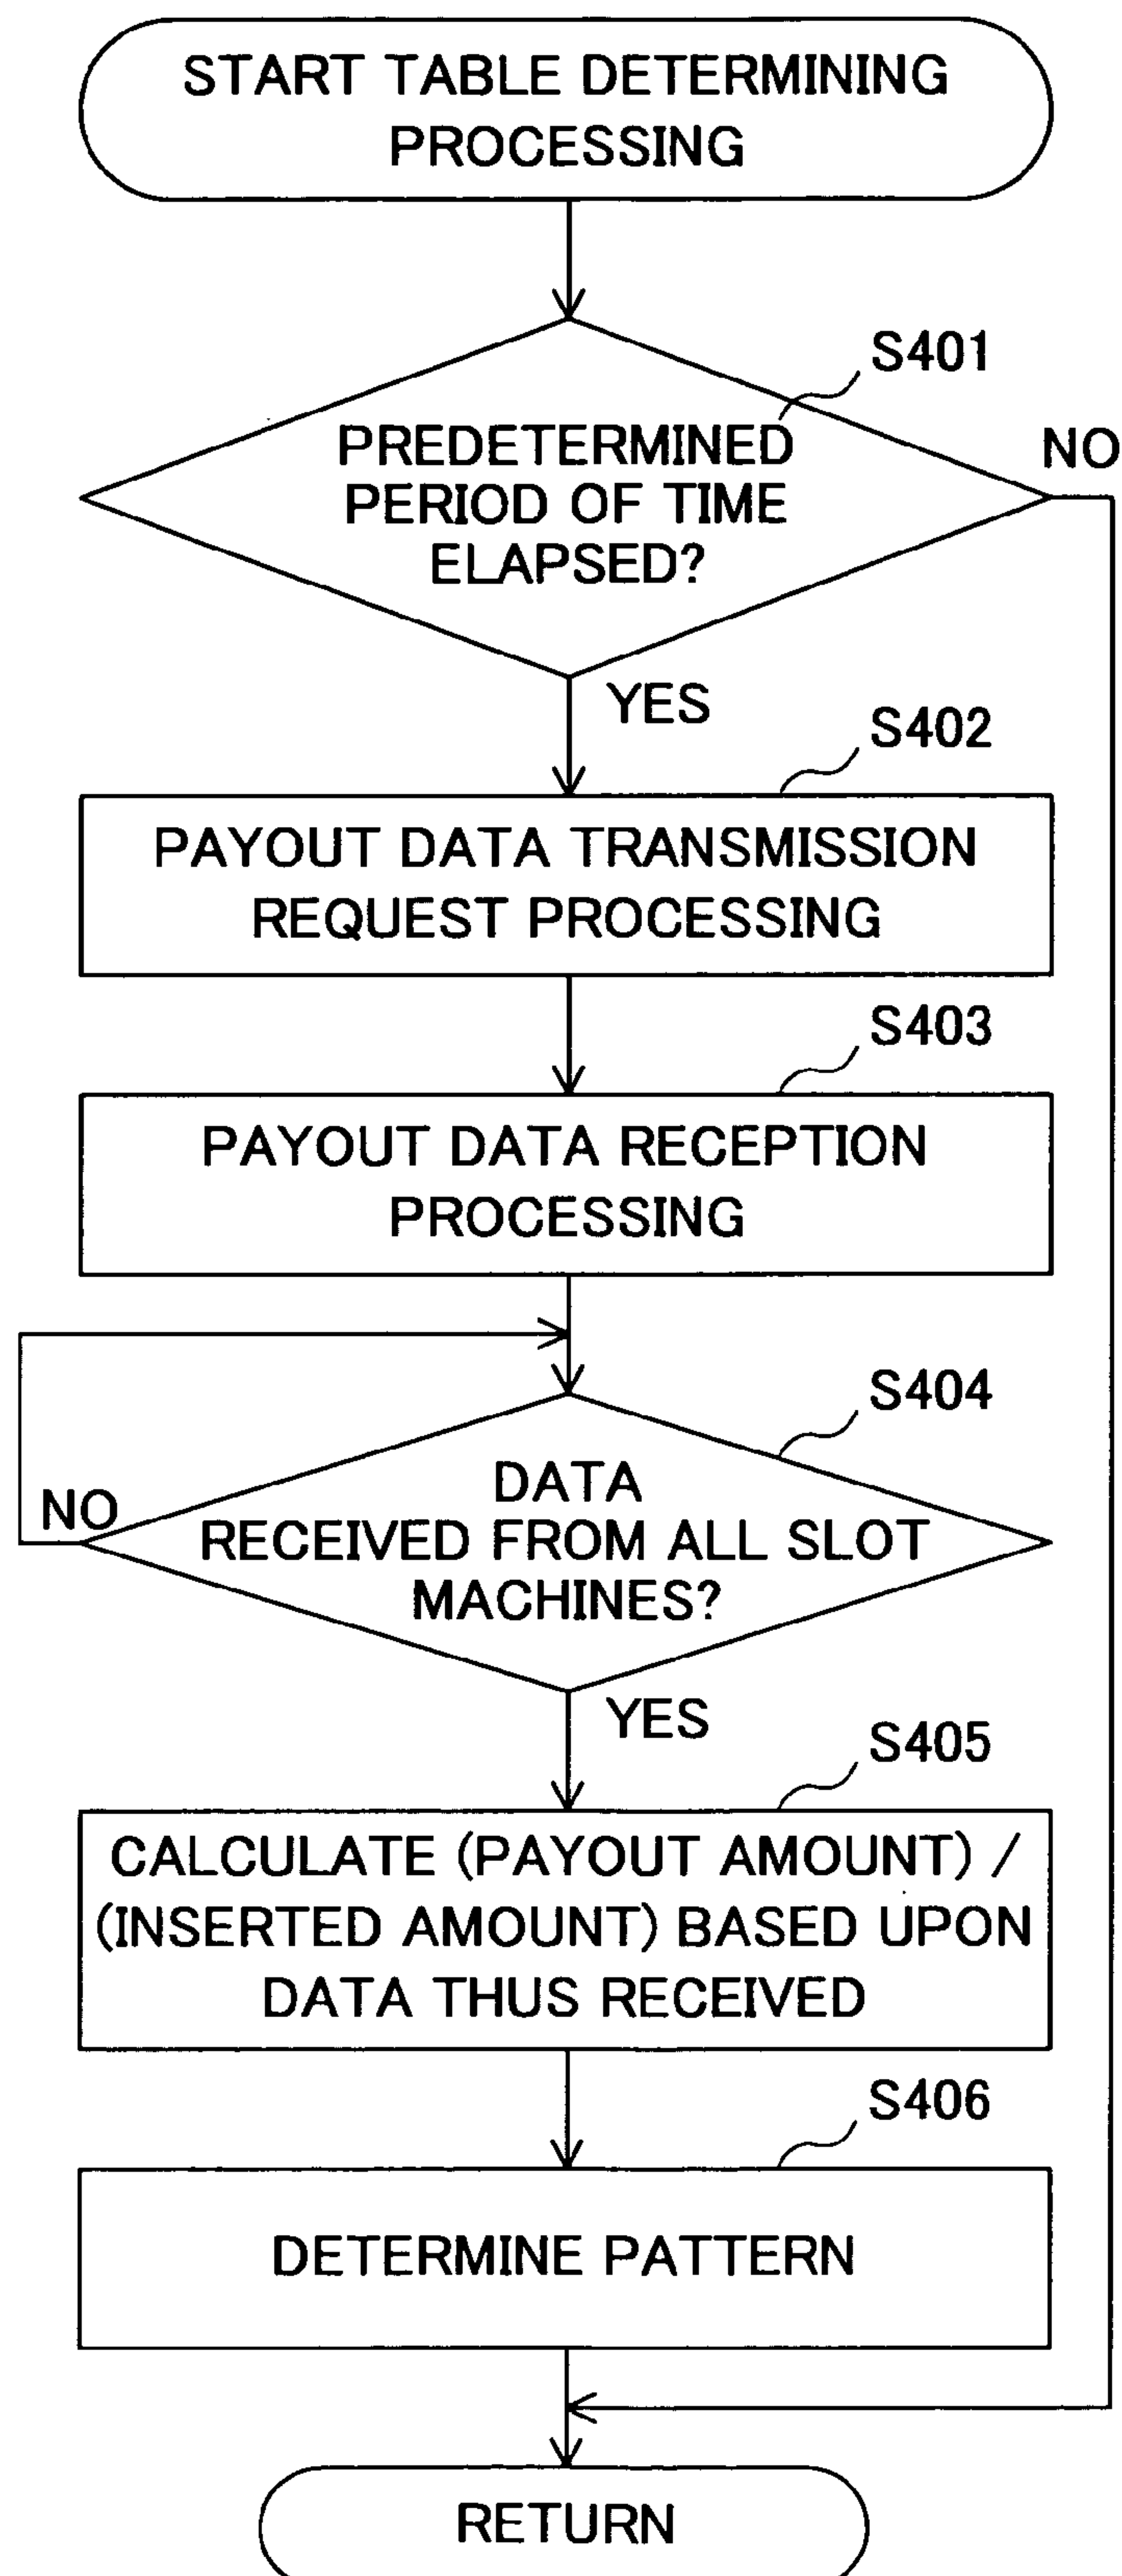 START TABLE DETERMINING
PROCESSING
S401
PREDETERMINED
PERIOD OF TIME
ELAPSED?
NO
YES
S402
PAYOUT DATA TRANSMISSION
REQUEST PROCESSING
S403
PAYOUT DATA RECEPTION
PROCESSING
S404
DATA
RECEIVED FROM ALL SLOT
MACHINES?
NO
YES
S405
CALCULATE (PAYOUT AMOUNT) /
(INSERTED AMOUNT) BASED UPON
DATA THUS RECEIVED
S406
DETERMINE PATTERN
RETURN